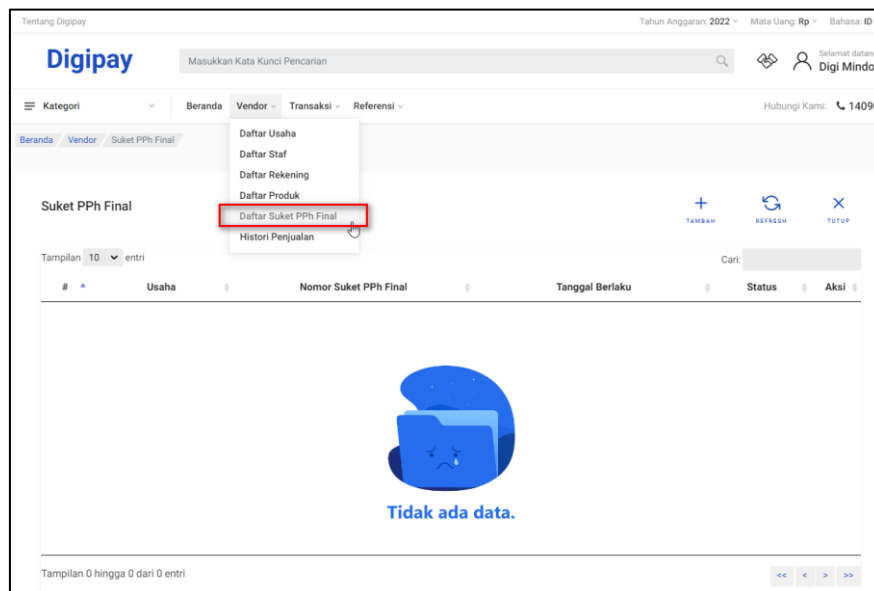 Tentang Digipay
Tahun Anggaran: 2022 Mata Uang: Rp Bahasa: ID
Digipay
Masukkan Kata Kunci Pencarian
Selamat datang
Digi Mindo
Kategori Beranda Vendor Transaksi Referensi
Hubungi Kami: 1409
Beranda / Vendor / Suket PPh Final
Daftar Usaha
Daftar Staf
Daftar Rekening
Daftar Produk
Daftar Suket PPh Final
Histori Penjualan
Suket PPh Final
TAMBAH REFRESH TUTUP
Tampilan 10 entri
Cari:
# Usaha Nomor Suket PPh Final Tanggal Berlaku Status Aksi
Tidak ada data.
Tampilan 0 hingga 0 dari 0 entri
<< < > >>